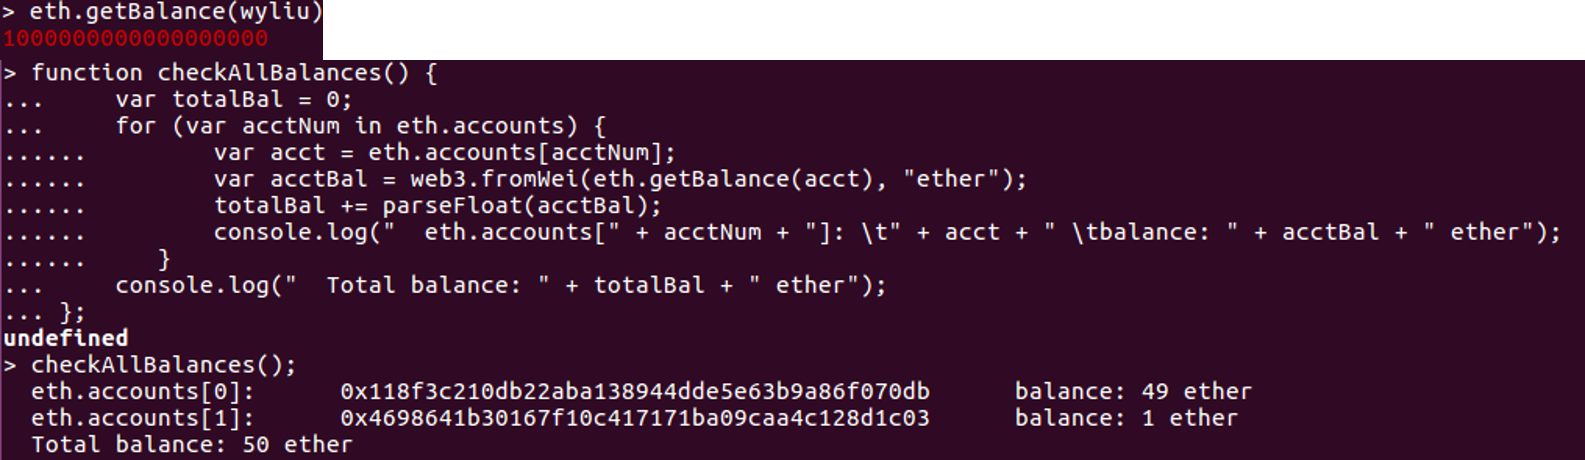 > eth.getBalance(wyliu)
1000000000000000000
> function checkAllBalances() {
...     var totalBal = 0;
...     for (var acctNum in eth.accounts) {
......         var acct = eth.accounts[acctNum];
......         var acctBal = web3.fromWei(eth.getBalance(acct), "ether");
......         totalBal += parseFloat(acctBal);
......         console.log("  eth.accounts[" + acctNum + "]: \t" + acct + " \tbalance: " + acctBal + " ether");
......     }
...     console.log("  Total balance: " + totalBal + " ether");
... };
undefined
> checkAllBalances();
  eth.accounts[0]:      0x118f3c210db22aba138944dde5e63b9a86f070db      balance: 49 ether
  eth.accounts[1]:      0x4698641b30167f10c417171ba09caa4c128d1c03      balance: 1 ether
  Total balance: 50 ether